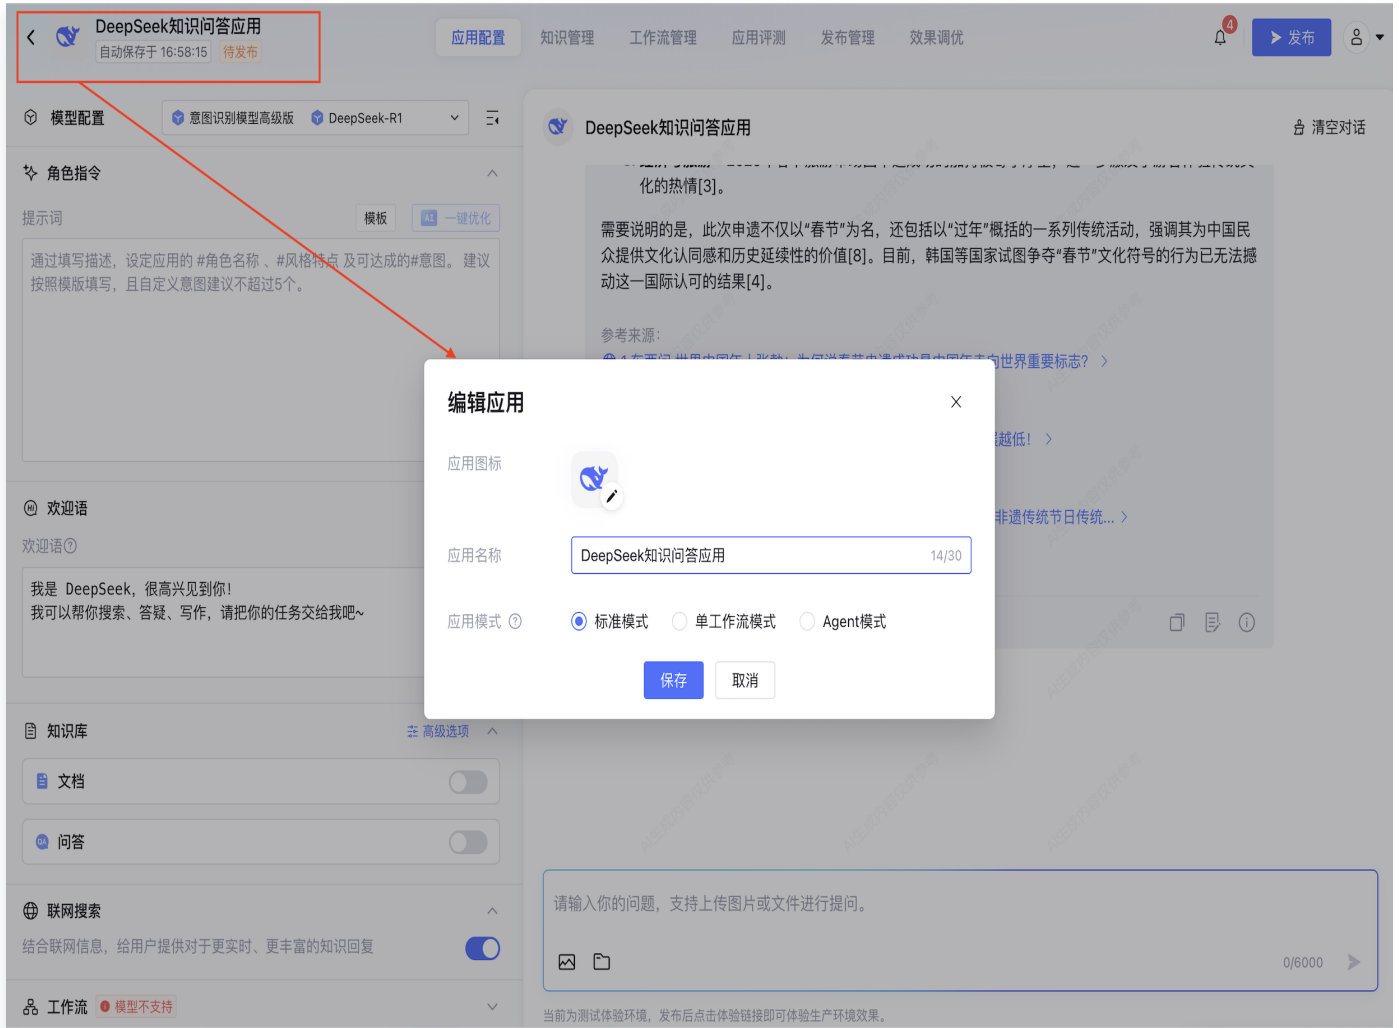 DeepSeek知识问答应用
自动保存于 16:58:15 待发布
应用配置 知识管理 工作流管理 应用评测 发布管理 效果调优
4
发布
模型配置 意图识别模型高级版 DeepSeek-R1
角色指令
提示词 模板 AI 一键优化
通过填写描述，设定应用的 #角色名称 、#风格特点 及可达成的#意图。 建议
按照模版填写，且自定义意图建议不超过5个。
欢迎语
欢迎语
我是 DeepSeek，很高兴见到你！
我可以帮你搜索、答疑、写作，请把你的任务交给我吧~
知识库 高级选项
文档
QA 问答
联网搜索
结合联网信息，给用户提供对于更实时、更丰富的知识回复
工作流 模型不支持
DeepSeek知识问答应用 清空对话
化的热情[3]。
需要说明的是，此次申遗不仅以“春节”为名，还包括以“过年”概括的一系列传统活动，强调其为中国民
众提供文化认同感和历史延续性的价值[8]。目前，韩国等国家试图争夺“春节”文化符号的行为已无法撼
动这一国际认可的结果[4]。
参考来源：
向世界重要标志？ >
越低！ >
非遗传统节日传统... >
编辑应用
应用图标
应用名称 DeepSeek知识问答应用 14/30
应用模式 标准模式 单工作流模式 Agent模式
保存 取消
请输入你的问题，支持上传图片或文件进行提问。
0/6000
当前为测试体验环境，发布后点击体验链接即可体验生产环境效果。